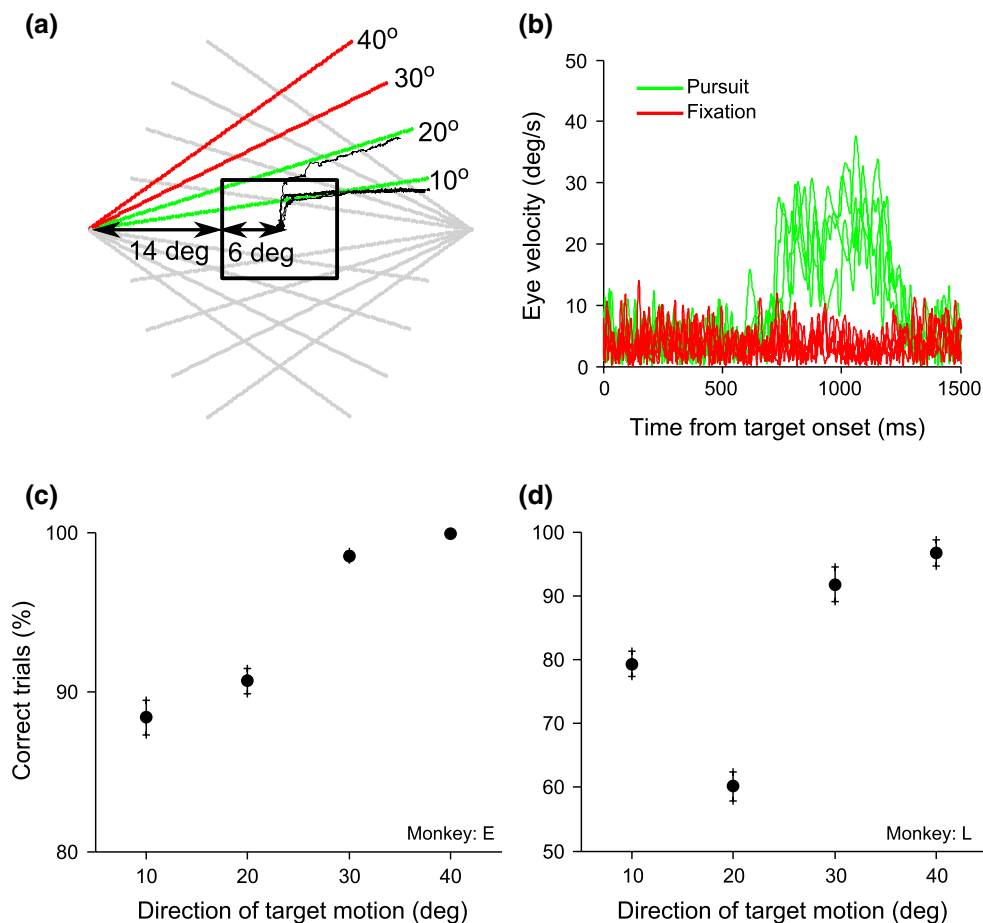 (a)
40°
30°
20°
10°
14 deg
6 deg
(b)
50
40
30
20
10
0
Eye velocity (deg/s)
Pursuit
Fixation
0
500
1000
1500
Time from target onset (ms)
(c)
100
90
80
Correct trials (%)
Monkey: E
10
20
30
40
Direction of target motion (deg)
(d)
100
90
80
70
60
50
Monkey: L
10
20
30
40
Direction of target motion (deg)